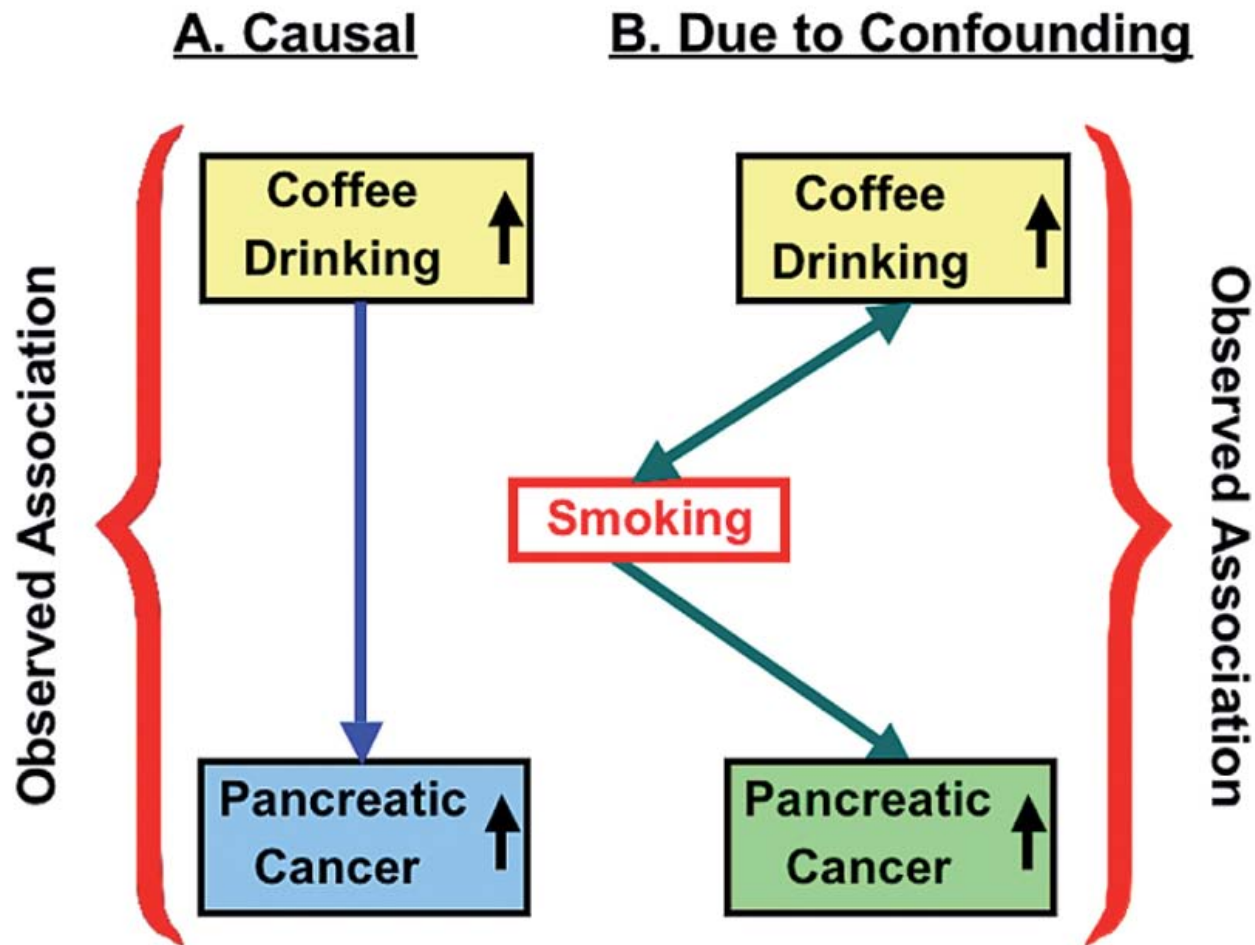 A. Causal
B. Due to Confounding
Observed Association
Coffee
Drinking
Pancreatic
Cancer
Coffee
Drinking
Smoking
Pancreatic
Cancer
Observed Association